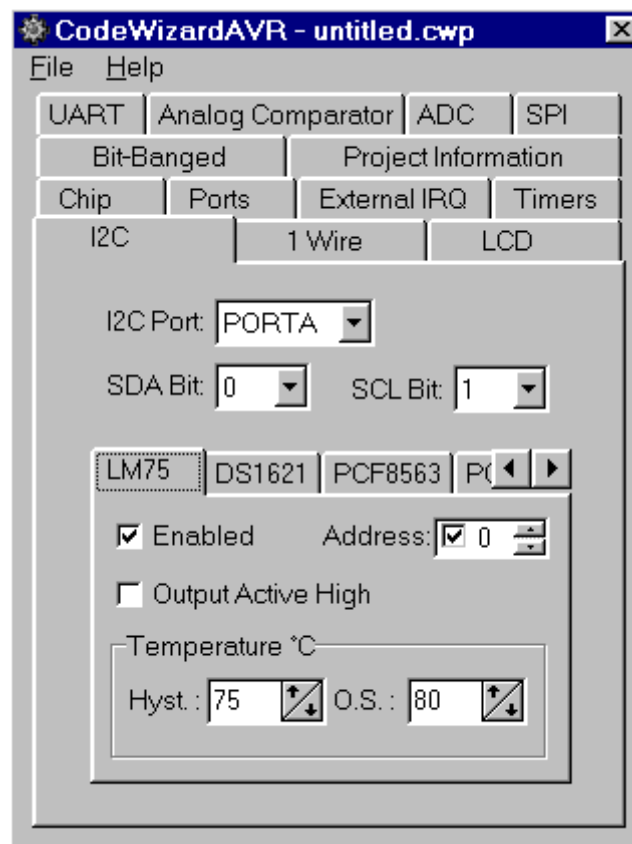 CodeWizardAVR - untitled.cwp
File Help
UART Analog Comparator ADC SPI
Bit-Banged Project Information
Chip Ports External IRQ Timers
I2C 1 Wire LCD
I2C Port: PORTA
SDA Bit: 0 SCL Bit: 1
LM75 DS1621 PCF8563
Enabled Address: 0
Output Active High
Temperature °C
Hyst. : 75 O.S. : 80